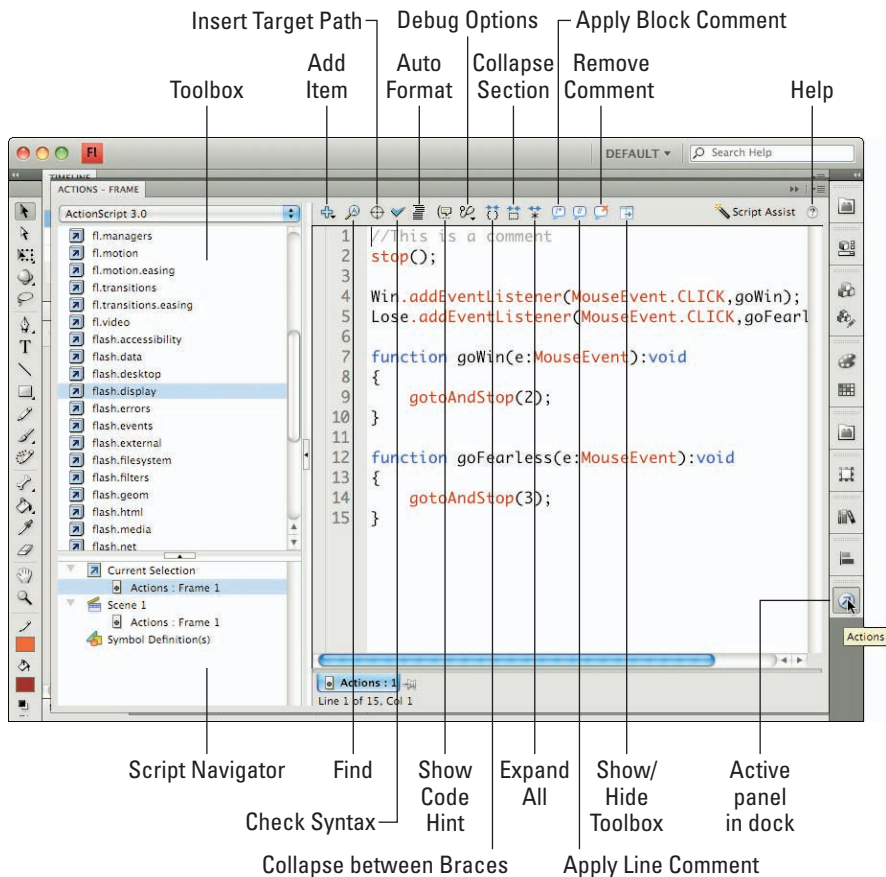 Insert Target Path
Debug Options
Apply Block Comment
Toolbox
Add
Item
Auto
Format
Collapse
Section
Remove
Comment
Help
Fl
DEFAULT
Search Help
TIMELINE
ACTIONS - FRAME
ActionScript 3.0
Script Assist
fl.managers
fl.motion
fl.motion.easing
fl.transitions
fl.transitions.easing
fl.video
flash.accessibility
flash.data
flash.desktop
flash.display
flash.errors
flash.events
flash.external
flash.filesystem
flash.filters
flash.geom
flash.html
flash.media
flash.net
Current Selection
Actions : Frame 1
Scene 1
Actions : Frame 1
Symbol Definition(s)
1 //This is a comment
2 stop();
3
4 Win.addEventListener(MouseEvent.CLICK,goWin);
5 Lose.addEventListener(MouseEvent.CLICK,goFearl
6
7 function goWin(e:MouseEvent):void
8 {
9 gotoAndStop(2);
10 }
11
12 function goFearless(e:MouseEvent):void
13 {
14 gotoAndStop(3);
15 }
Actions : 1
Line 1 of 15, Col 1
Actions
Script Navigator
Find
Show
Code
Hint
Expand
All
Show/
Hide
Toolbox
Active
panel
in dock
Check Syntax
Collapse between Braces
Apply Line Comment